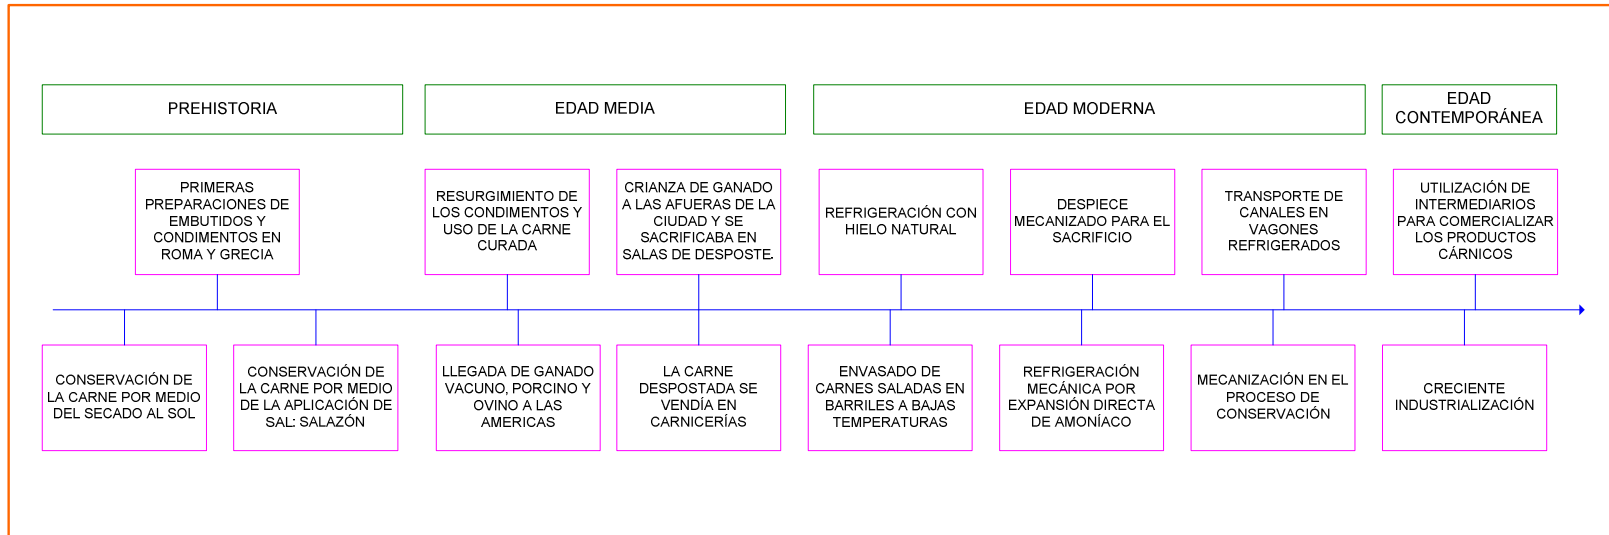 PREHISTORIA
EDAD MEDIA
EDAD MODERNA
EDAD
CONTEMPORÁNEA
PRIMERAS
PREPARACIONES DE
EMBUTIDOS Y
CONDIMENTOS EN
ROMA Y GRECIA
RESURGIMIENTO DE
LOS CONDIMENTOS Y
USO DE LA CARNE
CURADA
CRIANZA DE GANADO
A LAS AFUERAS DE LA
CIUDAD Y SE
SACRIFICABA EN
SALAS DE DESPOSTE.
REFRIGERACIÓN CON
HIELO NATURAL
DESPIECE
MECANIZADO PARA EL
SACRIFICIO
TRANSPORTE DE
CANALES EN
VAGONES
REFRIGERADOS
UTILIZACIÓN DE
INTERMEDIARIOS
PARA COMERCIALIZAR
LOS PRODUCTOS
CÁRNICOS
CONSERVACIÓN DE
LA CARNE POR MEDIO
DEL SECADO AL SOL
CONSERVACIÓN DE
LA CARNE POR MEDIO
DE LA APLICACIÓN DE
SAL: SALAZÓN
LLEGADA DE GANADO
VACUNO, PORCINO Y
OVINO A LAS
AMERICAS
LA CARNE
DESPOSTADA SE
VENDÍA EN
CARNICERÍAS
ENVASADO DE
CARNES SALADAS EN
BARRILES A BAJAS
TEMPERATURAS
REFRIGERACIÓN
MECÁNICA POR
EXPANSIÓN DIRECTA
DE AMONÍACO
MECANIZACIÓN EN EL
PROCESO DE
CONSERVACIÓN
CRECIENTE
INDUSTRIALIZACIÓN